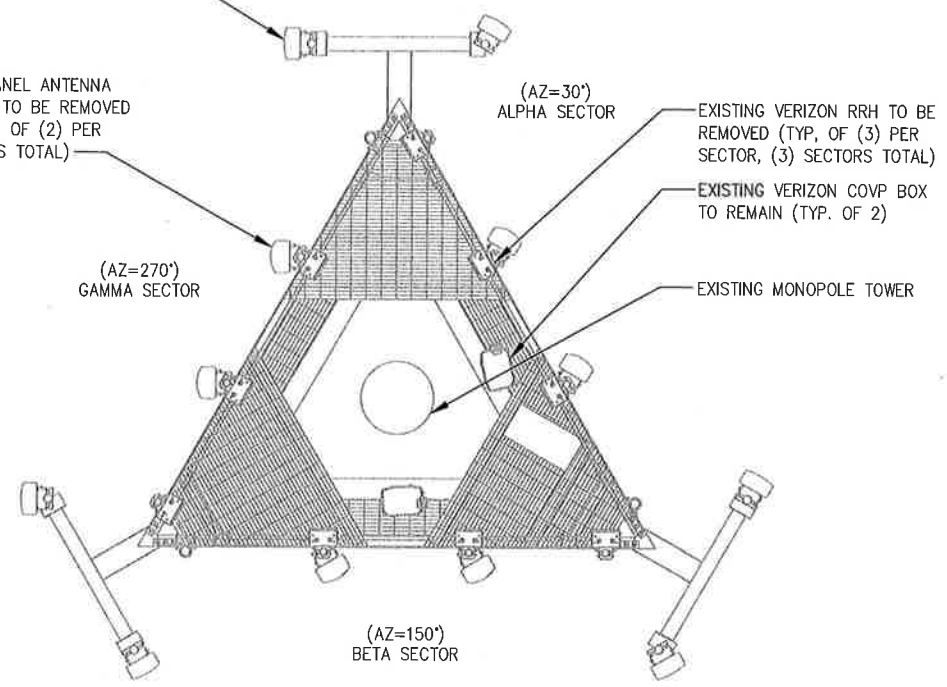 (AZ=30°)
ALPHA SECTOR
ANEL ANTENNA
TO BE REMOVED
OF (2) PER
S TOTAL)
EXISTING VERIZON RRH TO BE
REMOVED (TYP. OF (3) PER
SECTOR, (3) SECTORS TOTAL)
EXISTING VERIZON COVP BOX
TO REMAIN (TYP. OF 2)
(AZ=270°)
GAMMA SECTOR
EXISTING MONOPOLE TOWER
(AZ=150°)
BETA SECTOR